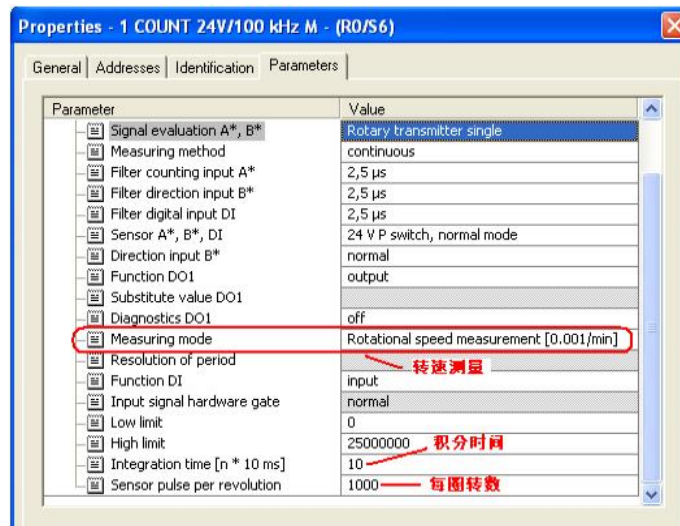 Properties - 1 COUNT 24V/100 kHz M - (R0/S6)
General Addresses Identification Parameters
Parameter Value
Signal evaluation A*, B* Rotary transmitter single
Measuring method continuous
Filter counting input A* 2,5 µs
Filter direction input B* 2,5 µs
Filter digital input DI 2,5 µs
Sensor A*, B*, DI 24 V P switch, normal mode
Direction input B* normal
Function DO1 output
Substitute value DO1
Diagnostics DO1 off
Measuring mode Rotational speed measurement [0.001/min]
Resolution of period 转速测量
Function DI input
Input signal hardware gate normal
Low limit 0
High limit 25000000 积分时间
Integration time [n * 10 ms] 10
Sensor pulse per revolution 1000 每圈转数